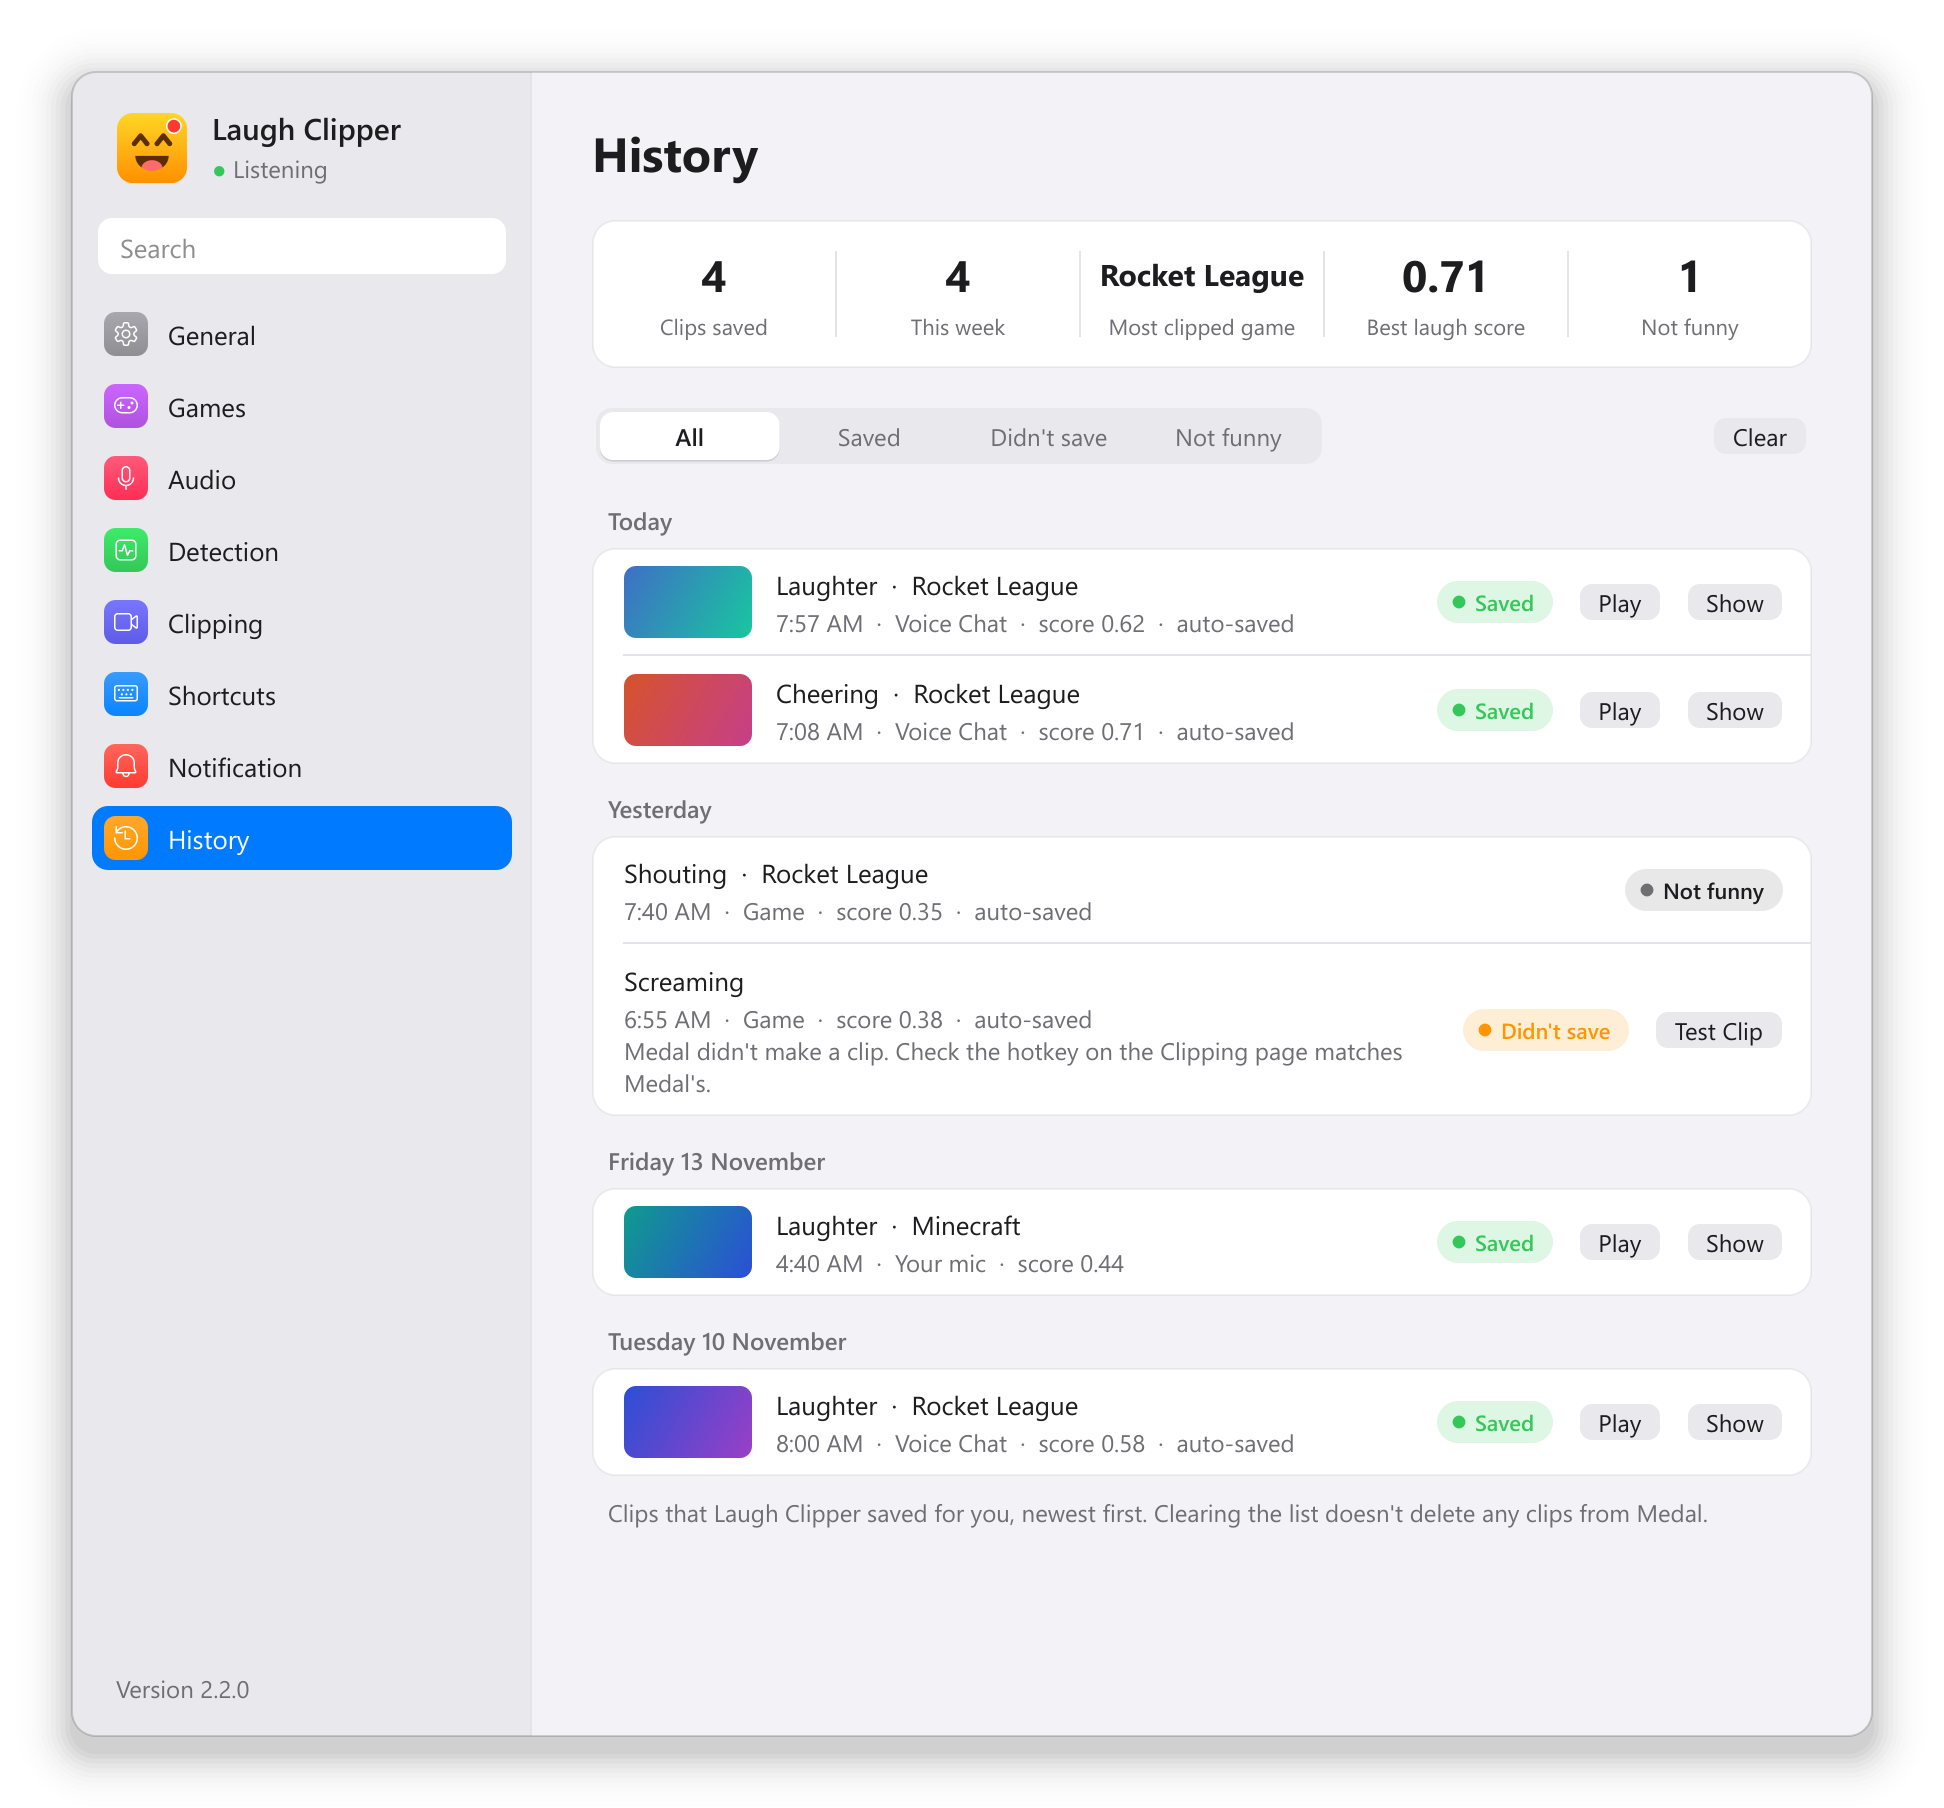 Laugh Clipper
Listening
Search
General
Games
Audio
Detection
Clipping
Shortcuts
Notification
History
Version 2.2.0
History
4
Clips saved
4
This week
Rocket League
Most clipped game
0.71
Best laugh score
1
Not funny
All
Saved
Didn't save
Not funny
Clear
Today
Laughter · Rocket League
7:57 AM · Voice Chat · score 0.62 · auto-saved
Saved
Play
Show
Cheering · Rocket League
7:08 AM · Voice Chat · score 0.71 · auto-saved
Saved
Play
Show
Yesterday
Shouting · Rocket League
7:40 AM · Game · score 0.35 · auto-saved
Not funny
Screaming
6:55 AM · Game · score 0.38 · auto-saved
Medal didn't make a clip. Check the hotkey on the Clipping page matches
Medal's.
Didn't save
Test Clip
Friday 13 November
Laughter · Minecraft
4:40 AM · Your mic · score 0.44
Saved
Play
Show
Tuesday 10 November
Laughter · Rocket League
8:00 AM · Voice Chat · score 0.58 · auto-saved
Saved
Play
Show
Clips that Laugh Clipper saved for you, newest first. Clearing the list doesn't delete any clips from Medal.